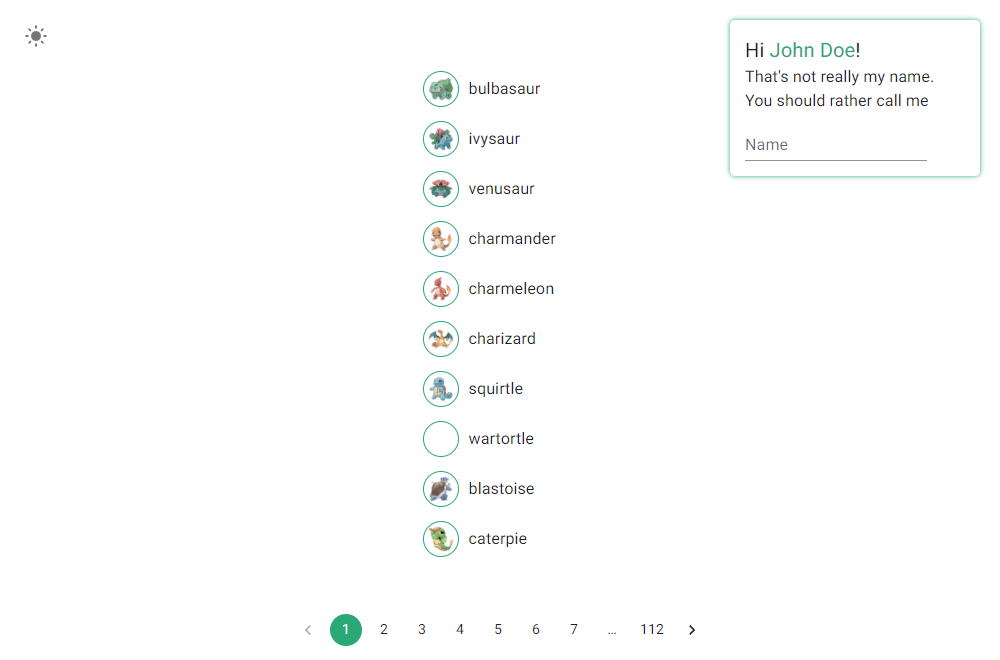 Hi John Doe!
That's not really my name.
You should rather call me
Name
bulbasaur
ivysaur
venusaur
charmander
charmeleon
charizard
squirtle
wartortle
blastoise
caterpie
1 2 3 4 5 6 7 ... 112